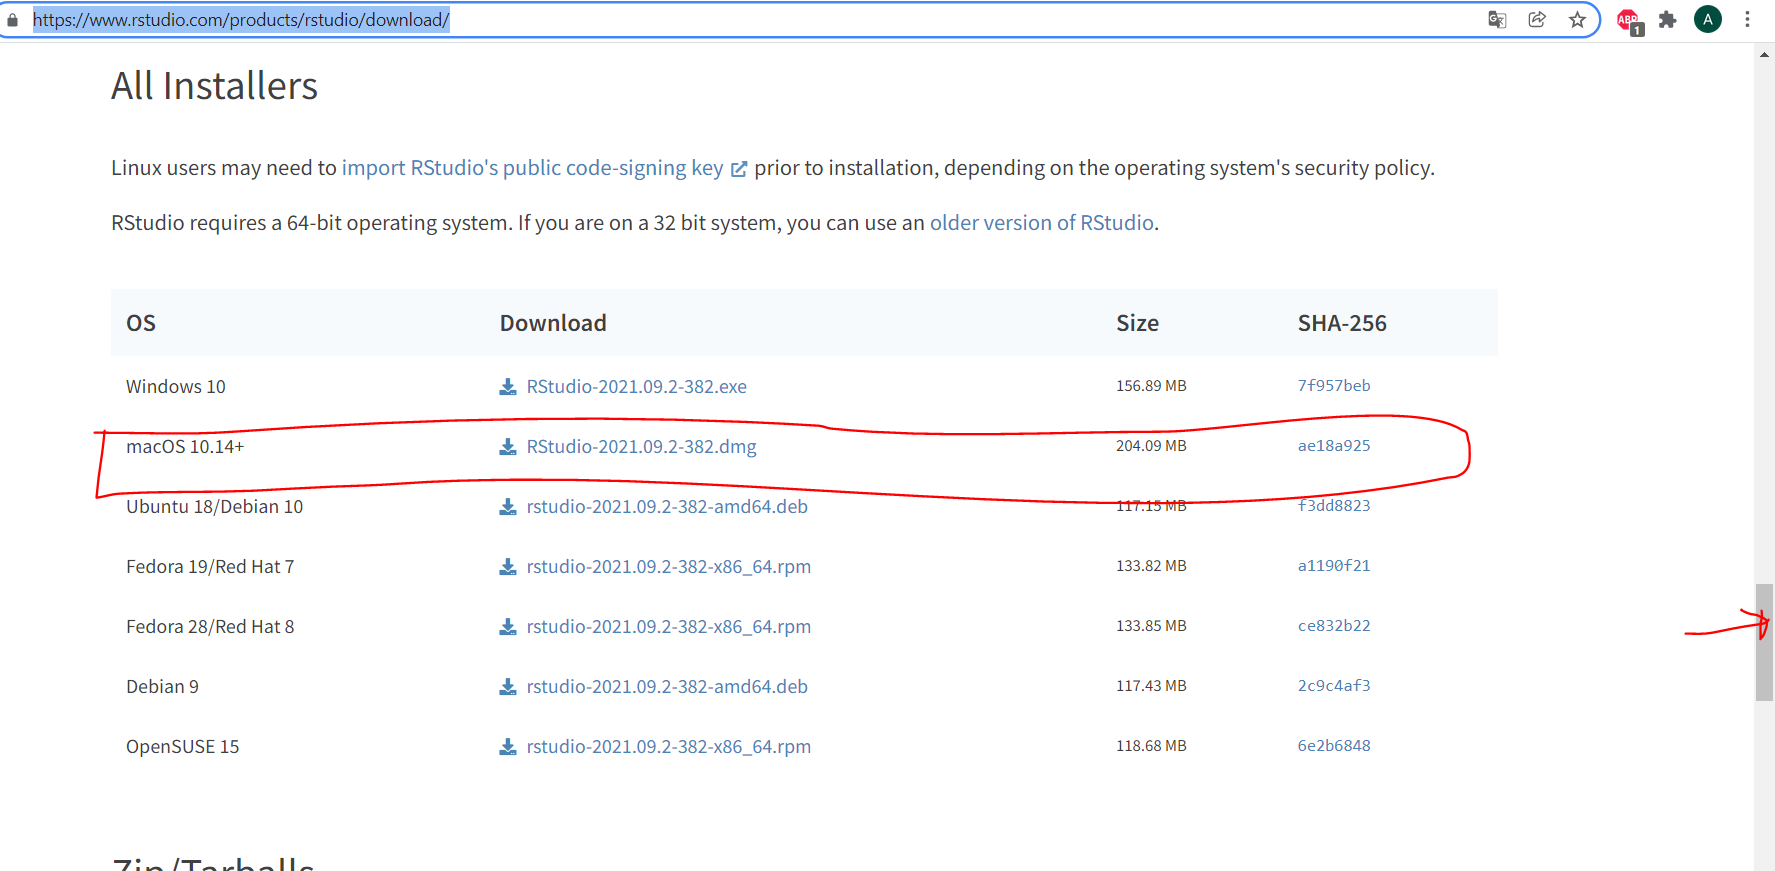 https://www.rstudio.com/products/rstudio/download/
ABP
1
A
All Installers
Linux users may need to import RStudio's public code-signing key prior to installation, depending on the operating system's security policy.
RStudio requires a 64-bit operating system. If you are on a 32 bit system, you can use an older version of RStudio.
OS Download Size SHA-256
Windows 10 RStudio-2021.09.2-382.exe 156.89 MB 7f957beb
macOS 10.14+ RStudio-2021.09.2-382.dmg 204.09 MB ae18a925
Ubuntu 18/Debian 10 rstudio-2021.09.2-382-amd64.deb 117.15 MB f3dd8823
Fedora 19/Red Hat 7 rstudio-2021.09.2-382-x86_64.rpm 133.82 MB a1190f21
Fedora 28/Red Hat 8 rstudio-2021.09.2-382-x86_64.rpm 133.85 MB ce832b22
Debian 9 rstudio-2021.09.2-382-amd64.deb 117.43 MB 2c9c4af3
OpenSUSE 15 rstudio-2021.09.2-382-x86_64.rpm 118.68 MB 6e2b6848
Zip/Tarballs